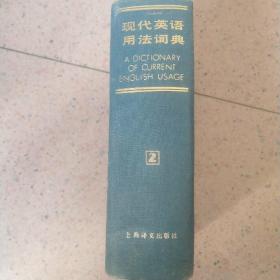 现代英语
用法词典
A DICTIONARY
OF CURRENT
ENGLISH USAGE
2
上海译文出版社